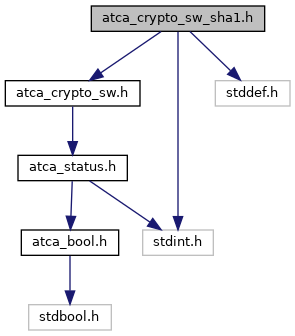 atca_crypto_sw_sha1.h
atca_crypto_sw.h
stddef.h
atca_status.h
atca_bool.h
stdint.h
stdbool.h